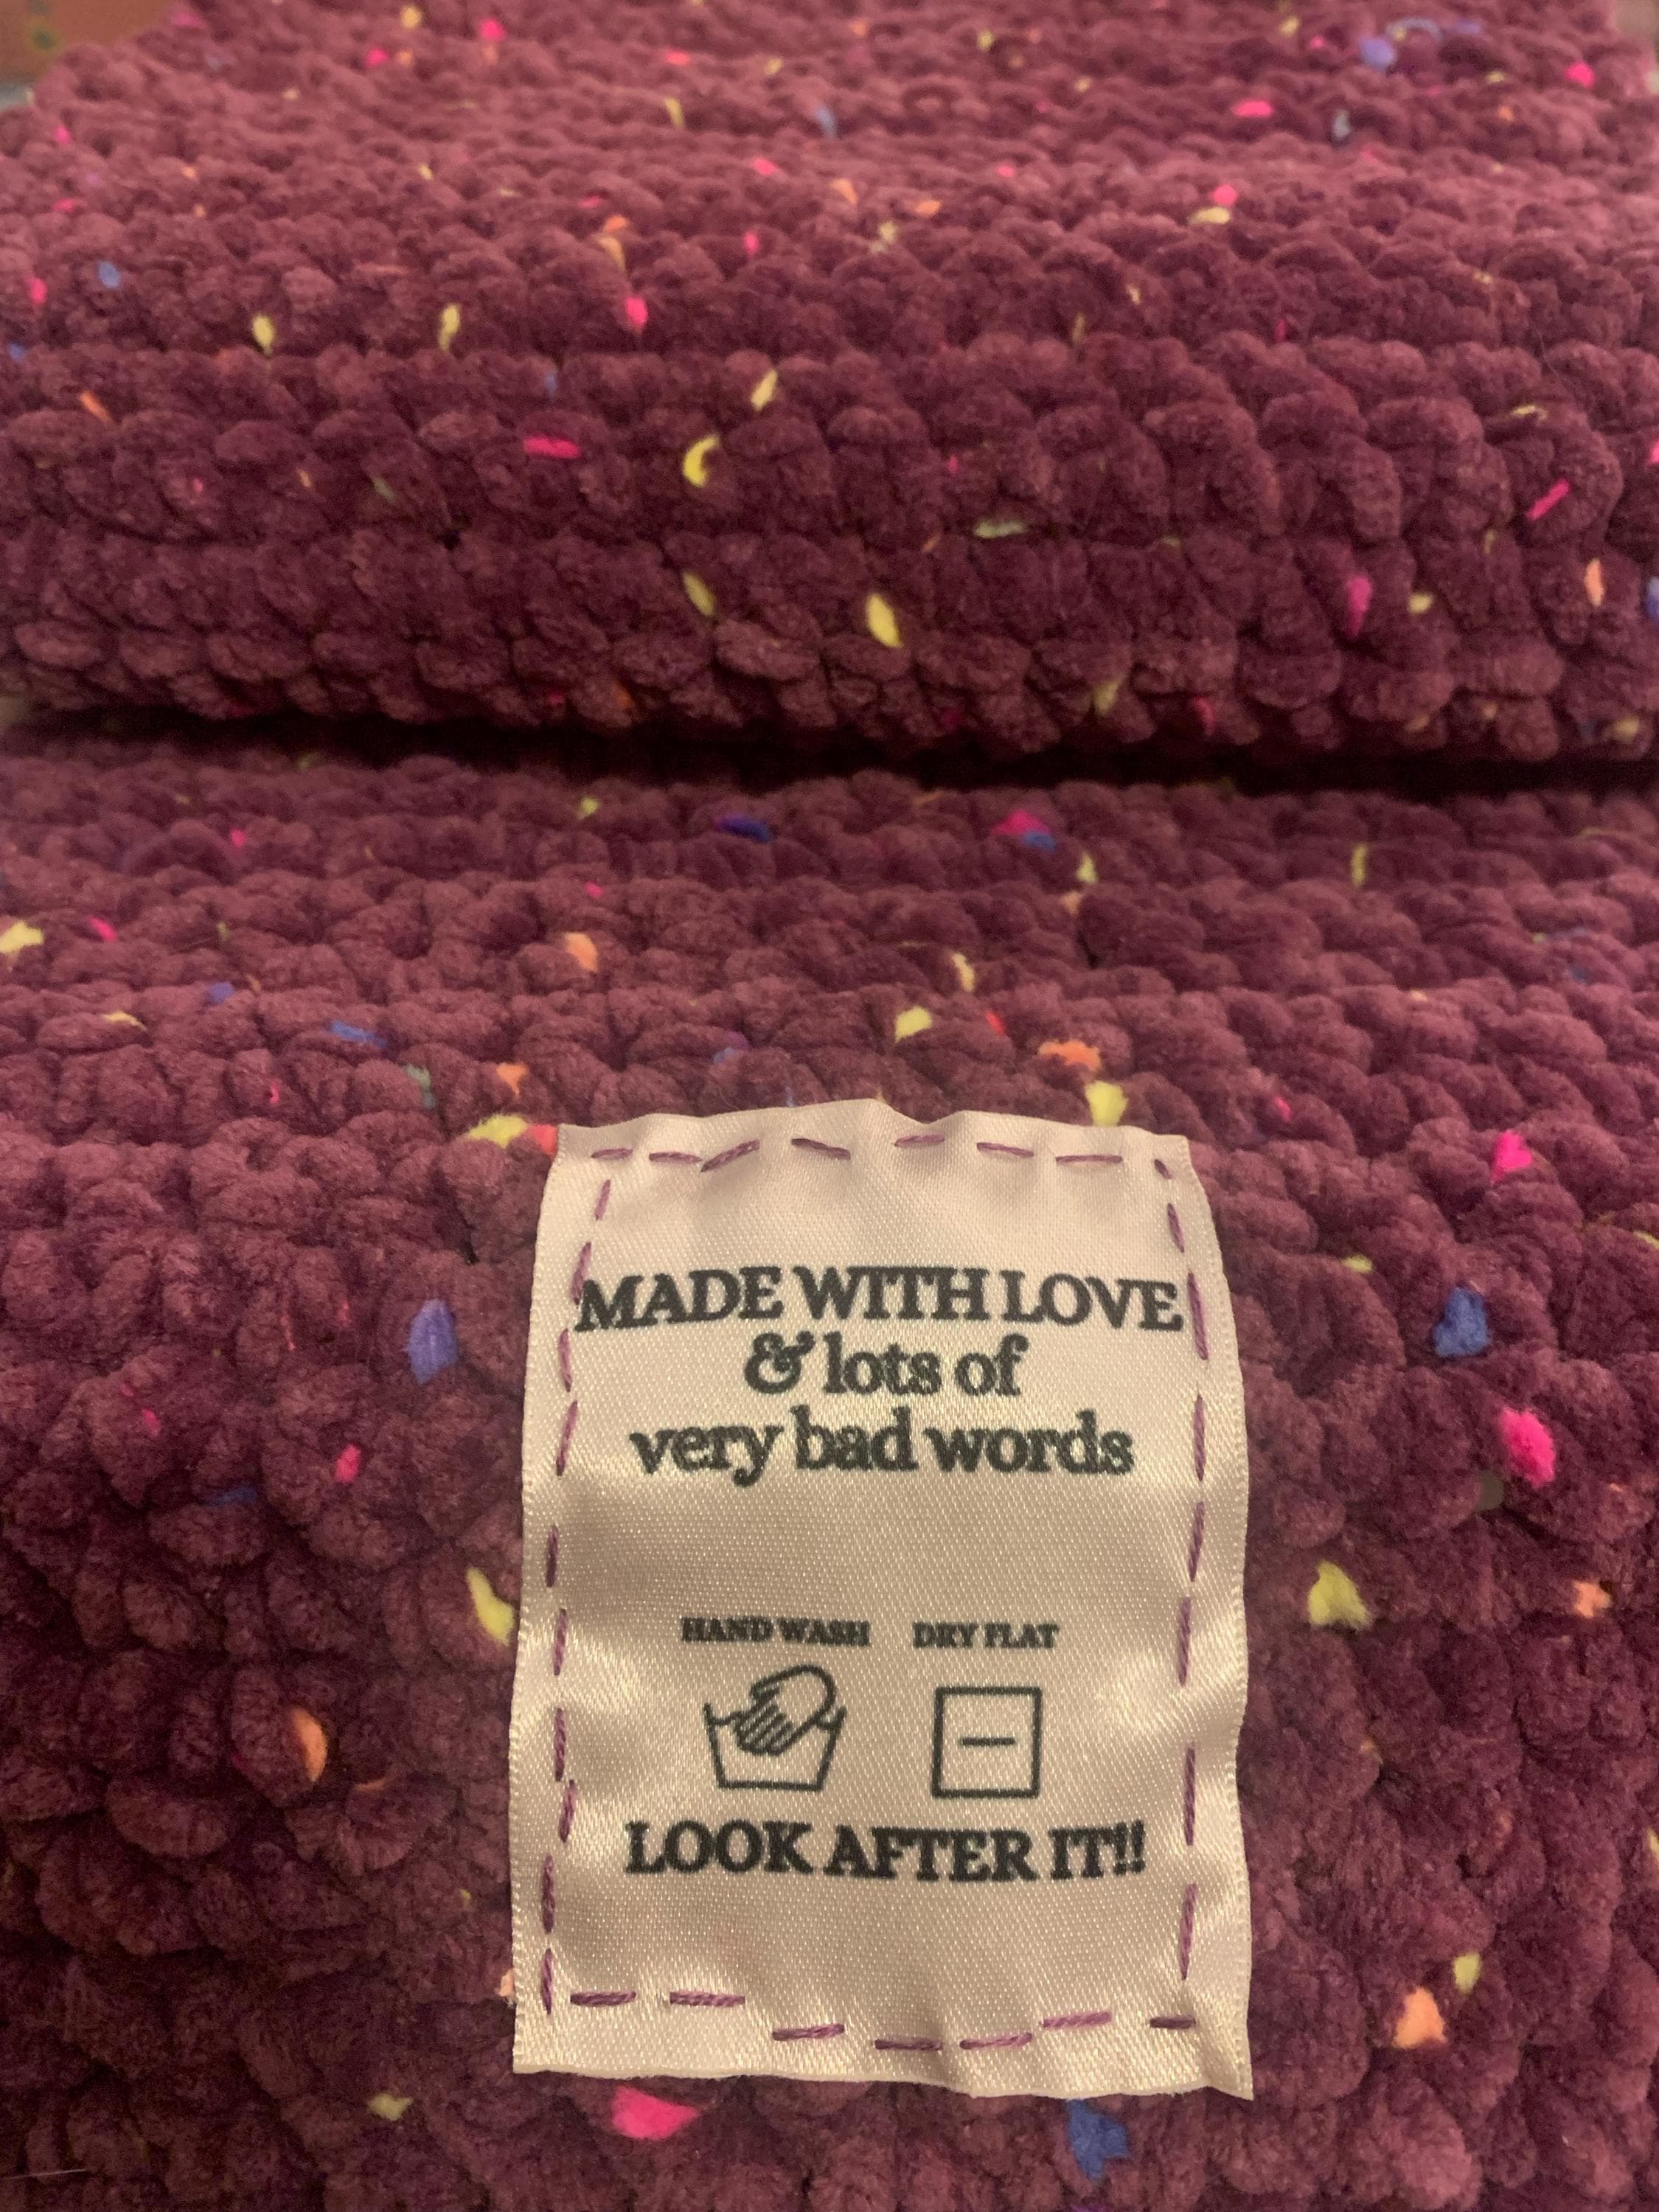 MADE WITH LOVE
& lots of
very bad words
HAND WASH DRY FLAT
LOOK AFTER IT!!